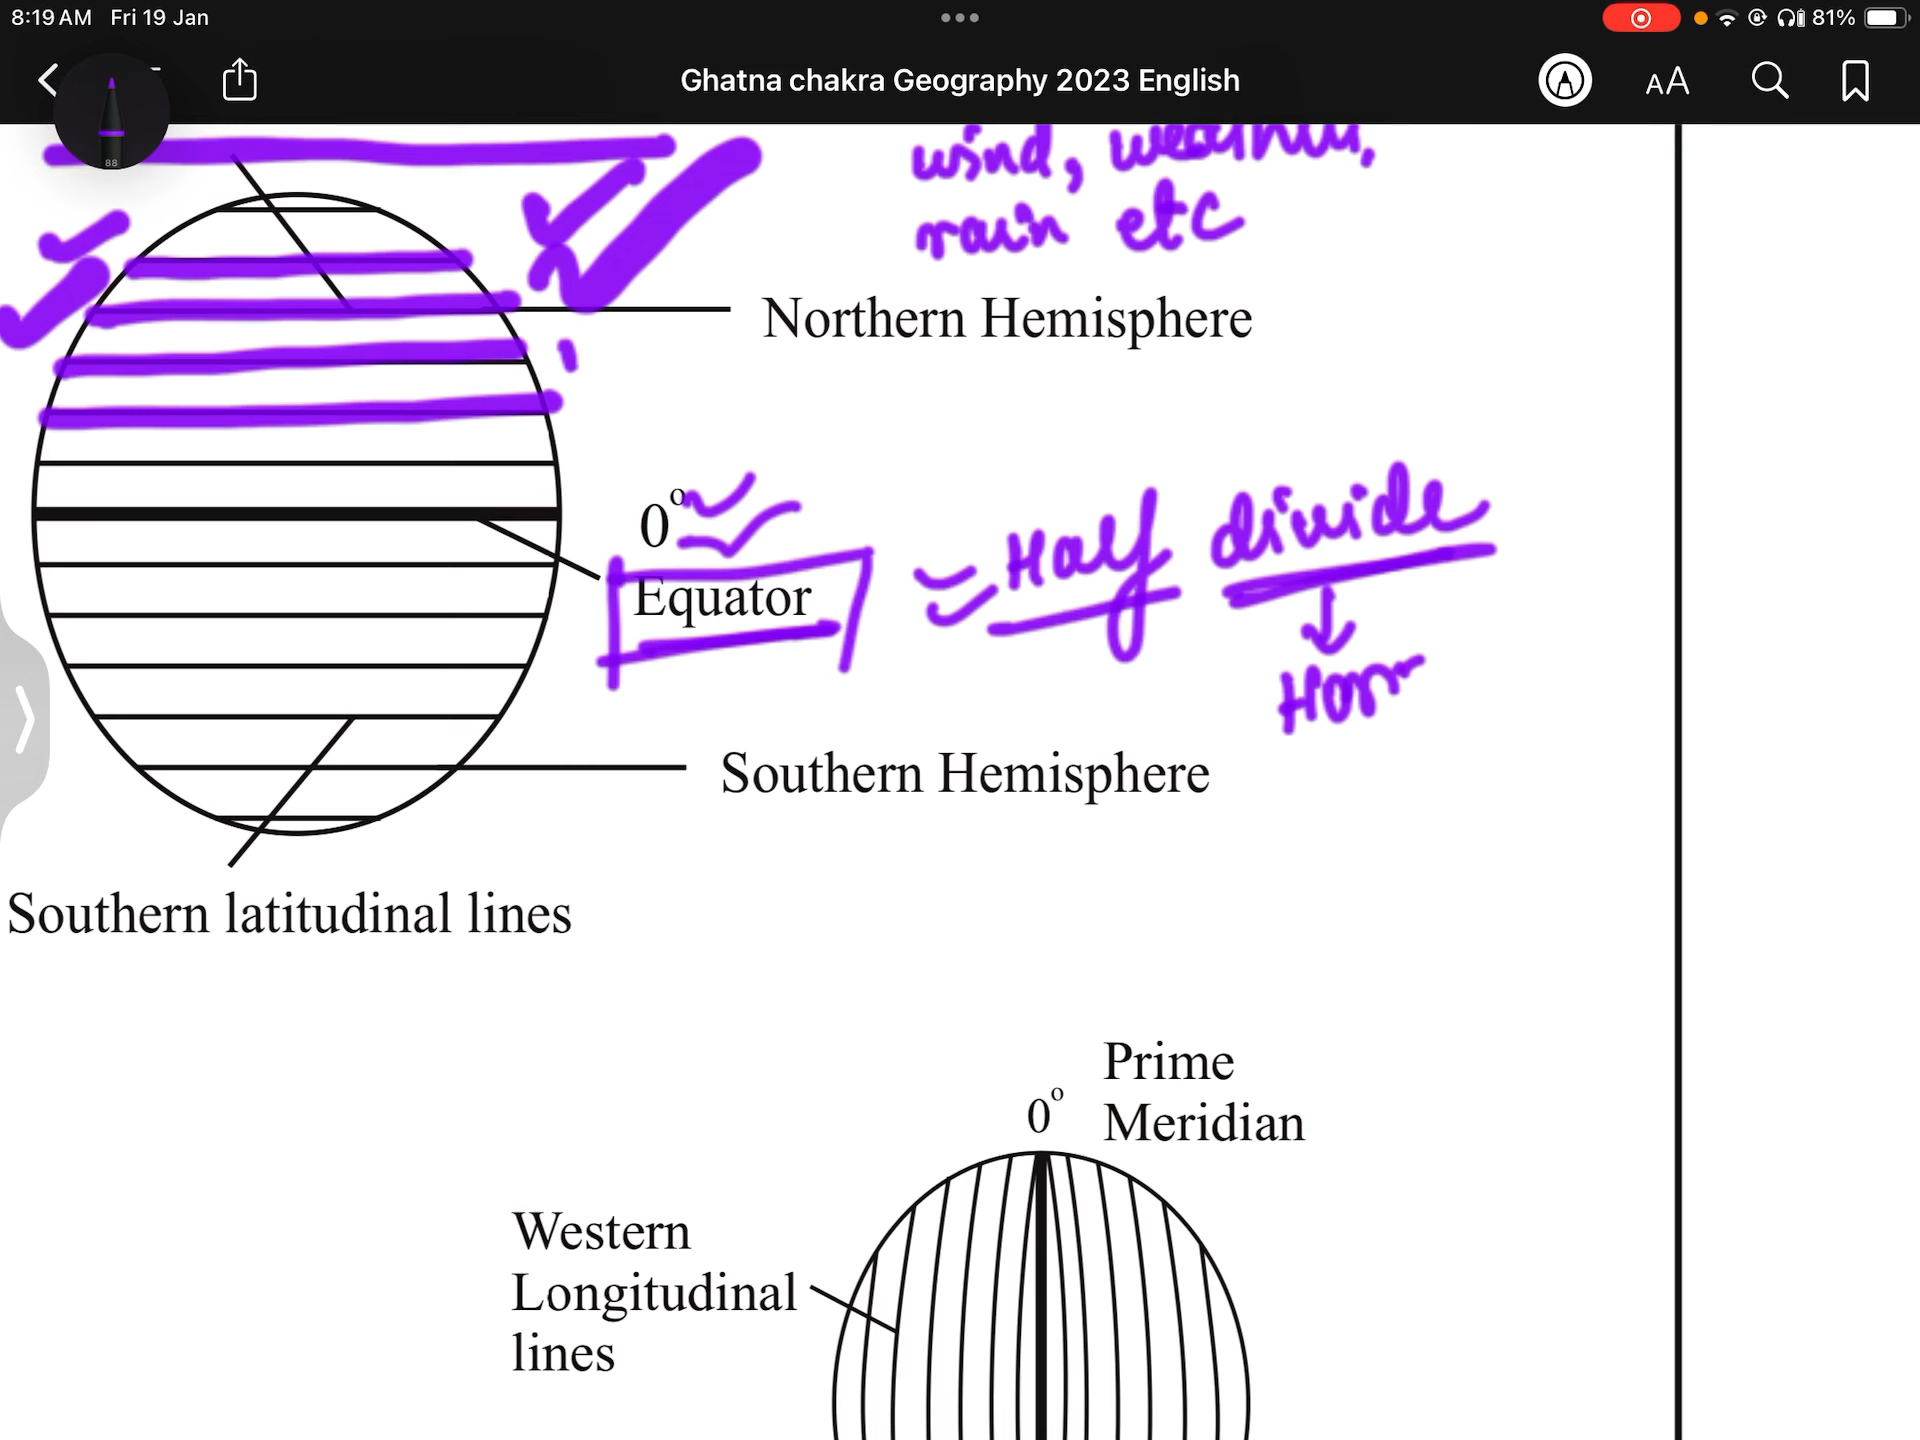 8:19 AM Fri 19 Jan
81%
Ghatna chakra Geography 2023 English
AA
88
wind, weather,
rain etc
Northern Hemisphere
0°
Half divide
Equator
Southern Hemisphere
Southern latitudinal lines
Prime
0°
Meridian
Western
Longitudinal
lines